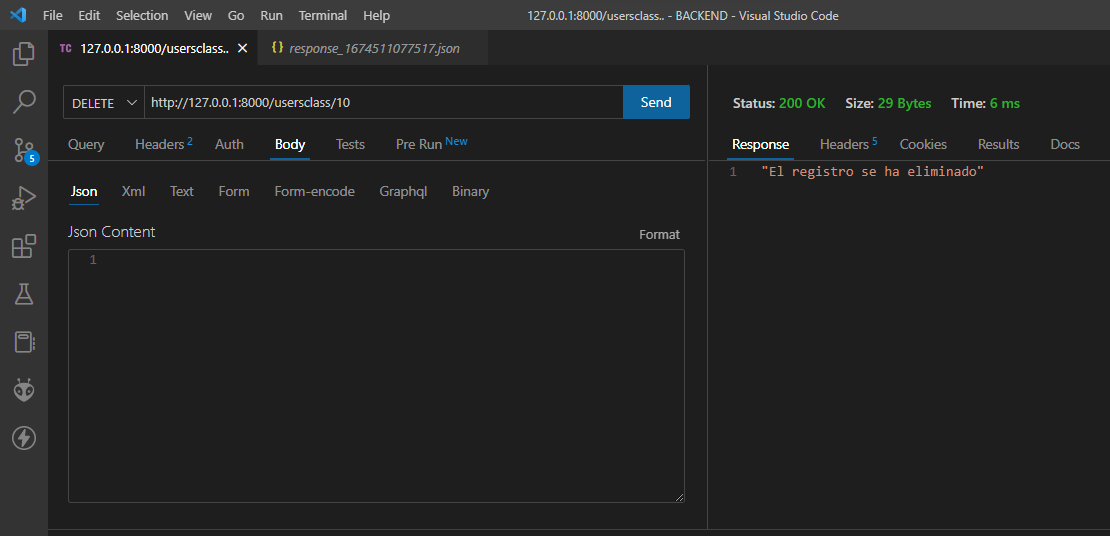 File Edit Selection View Go Run Terminal Help 127.0.0.1:8000/usersclass.. - BACKEND - Visual Studio Code
TC 127.0.0.1:8000/usersclass.. × {} response_1674511077517.json
DELETE http://127.0.0.1:8000/usersclass/10 Send
Status: 200 OK Size: 29 Bytes Time: 6 ms
Query Headers 2 Auth Body Tests Pre Run New
Response Headers 5 Cookies Results Docs
1 "El registro se ha eliminado"
5
Json Xml Text Form Form-encode Graphql Binary
Json Content Format
1